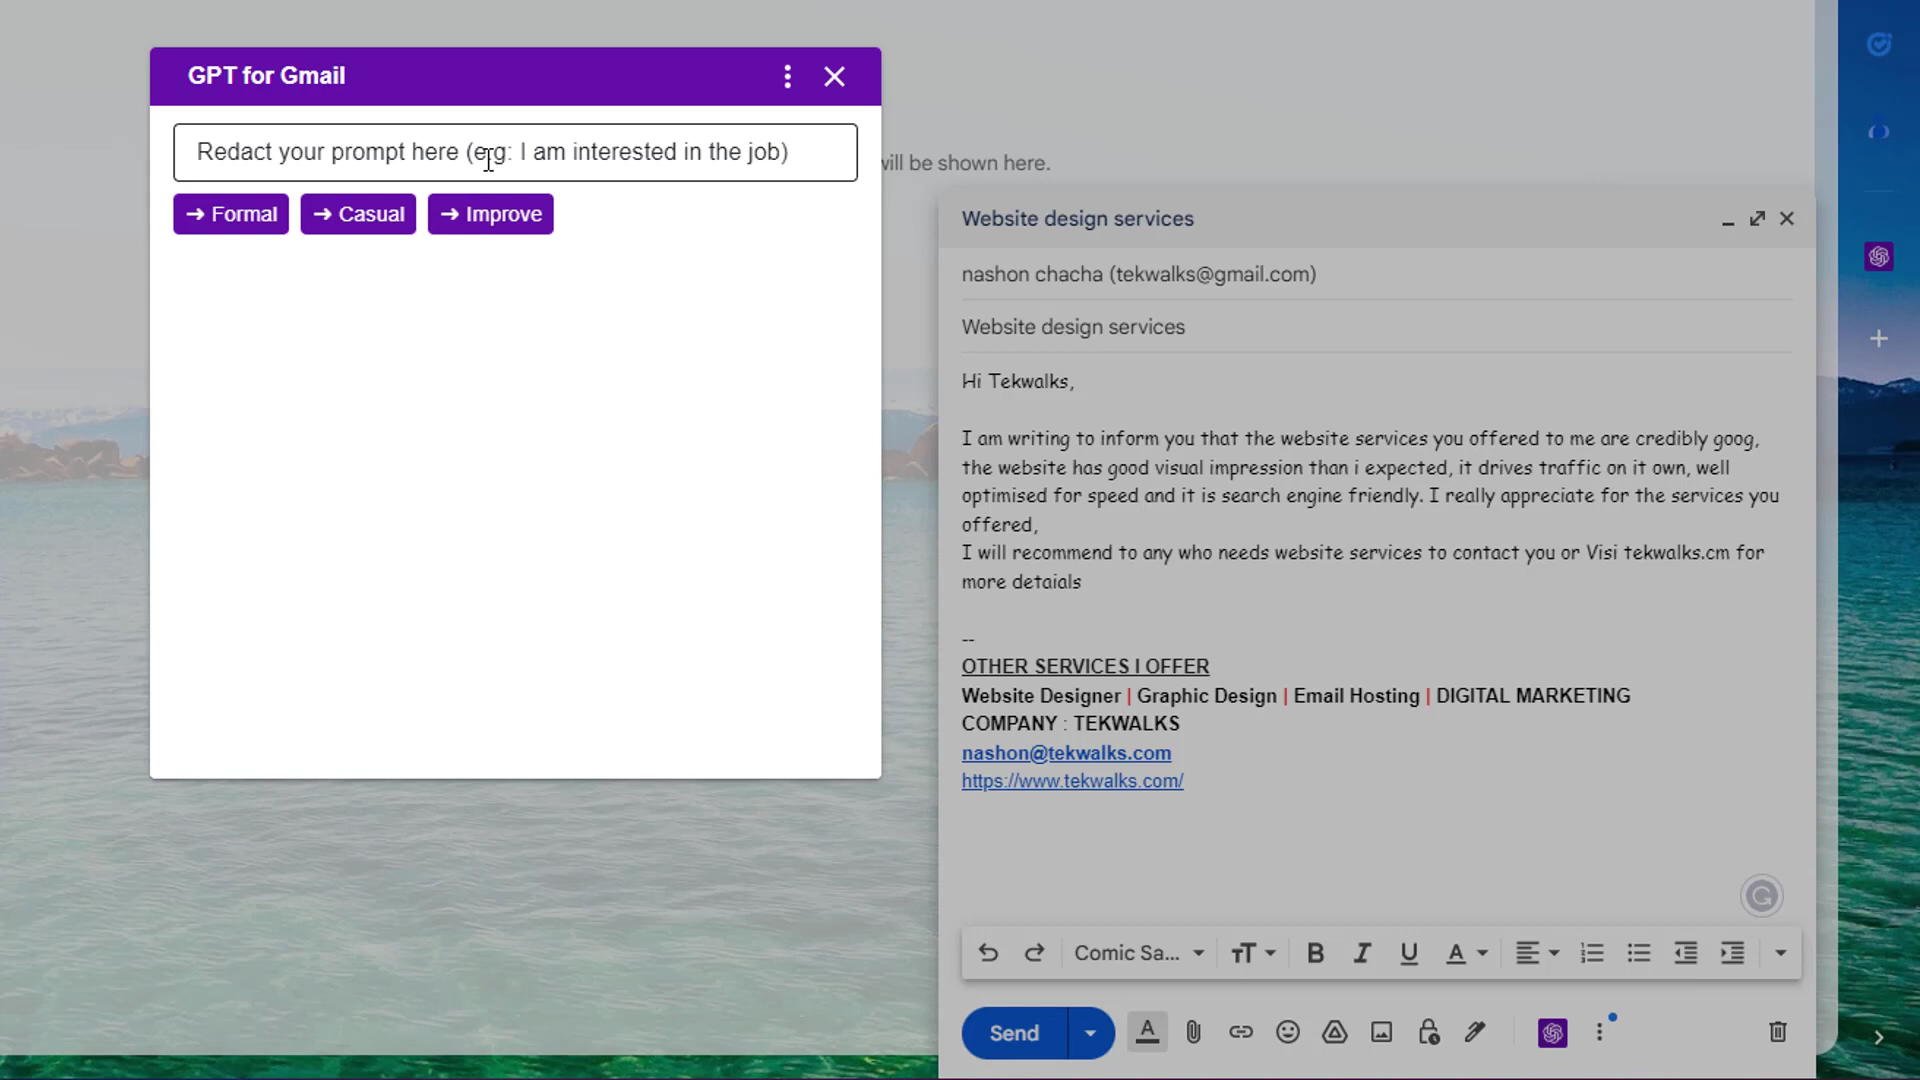 GPT for Gmail
Redact your prompt here (eg: I am interested in the job)
→ Formal
→ Casual
→ Improve
will be shown here.
Website design services
nashon chacha (tekwalks@gmail.com)
Website design services
Hi Tekwalks,
I am writing to inform you that the website services you offered to me are credibly goog,
the website has good visual impression than i expected, it drives traffic on it own, well
optimised for speed and it is search engine friendly. I really appreciate for the services you
offered,
I will recommend to any who needs website services to contact you or Visi tekwalks.cm for
more detaials
--
OTHER SERVICES I OFFER
Website Designer | Graphic Design | Email Hosting | DIGITAL MARKETING
COMPANY : TEKWALKS
nashon@tekwalks.com
https://www.tekwalks.com/
Comic Sa...
Send